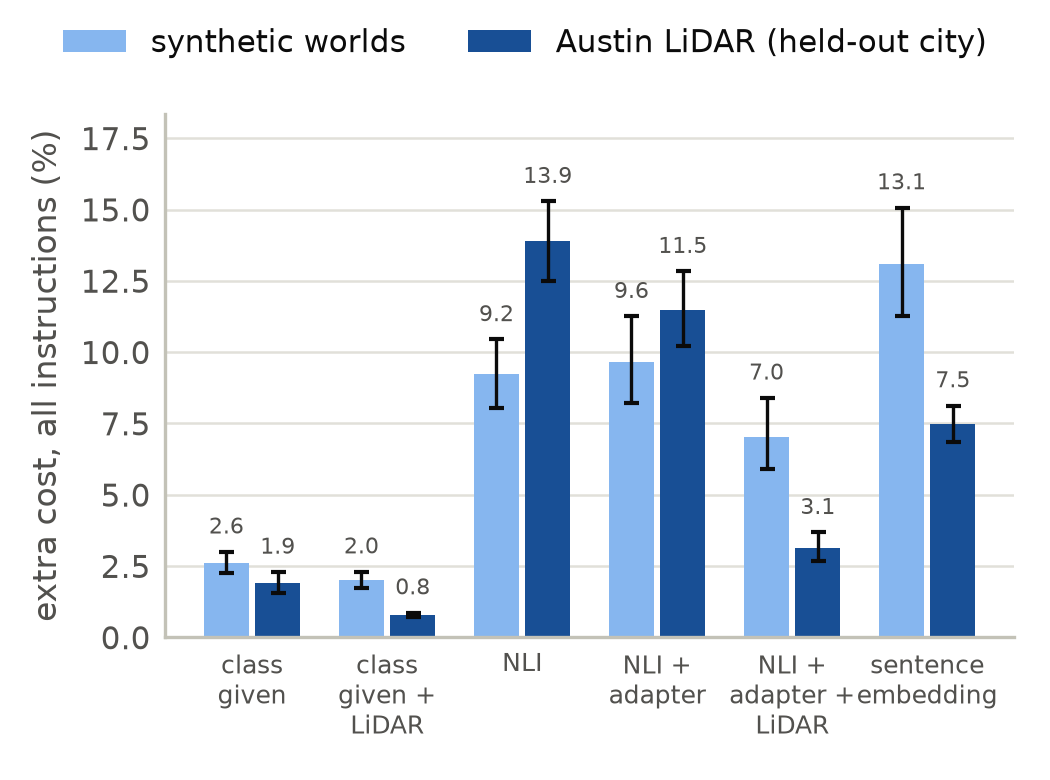 synthetic worlds
Austin LiDAR (held-out city)
extra cost, all instructions (%)
17.5
15.0
12.5
10.0
7.5
5.0
2.5
0.0
2.6
1.9
2.0
0.8
9.2
13.9
9.6
11.5
7.0
3.1
13.1
7.5
class
given
class
given +
LiDAR
NLI
NLI +
adapter
NLI +
adapter +
LiDAR
sentence
embedding